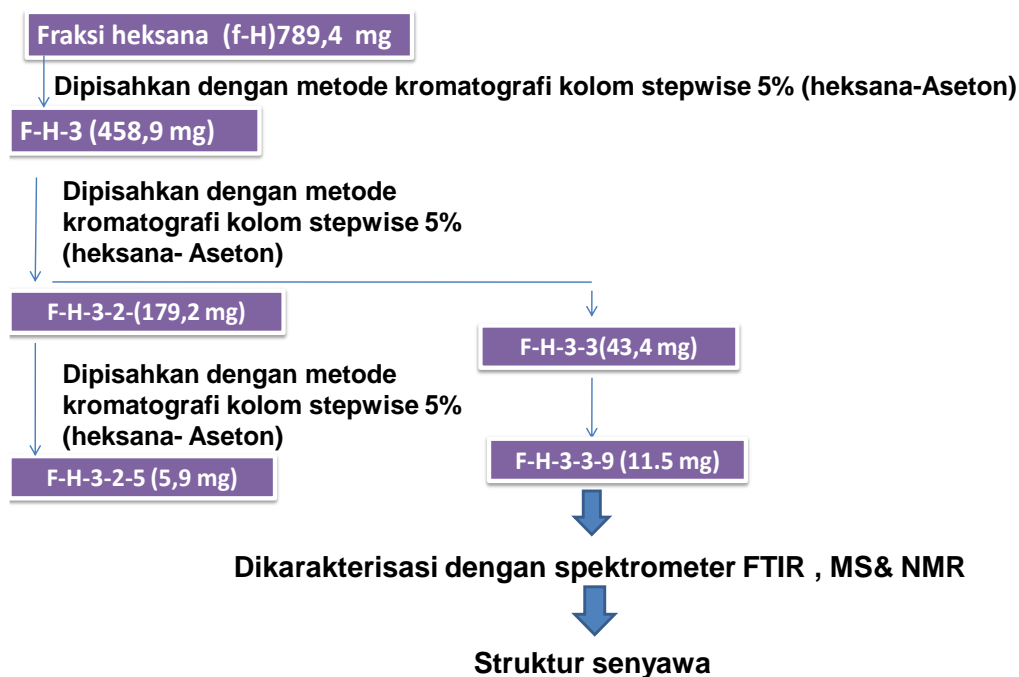 Fraksi heksana (f-H)789,4 mg
Dipisahkan dengan metode kromatografi kolom stepwise 5% (heksana-Aseton)
F-H-3 (458,9 mg)
Dipisahkan dengan metode
kromatografi kolom stepwise 5%
(heksana- Aseton)
F-H-3-2-(179,2 mg)
F-H-3-3(43,4 mg)
Dipisahkan dengan metode
kromatografi kolom stepwise 5%
(heksana- Aseton)
F-H-3-2-5 (5,9 mg)
F-H-3-3-9 (11.5 mg)
Dikarakterisasi dengan spektrometer FTIR , MS& NMR
Struktur senyawa